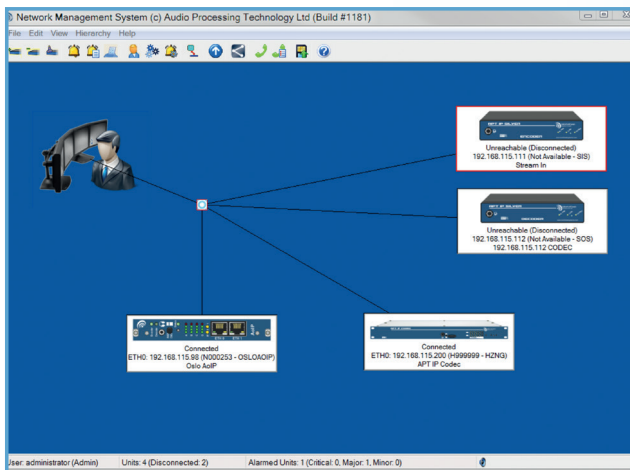 Network Management System (c) Audio Processing Technology Ltd (Build #1181)
File Edit View Hierarchy Help
Unreachable (Disconnected)
192.168.115.111 (Not Available - SIS)
Stream In
Unreachable (Disconnected)
192.168.115.112 (Not Available - SOS)
192.168.115.112 CODEC
Connected
ETH0: 192.168.115.98 (N000253 - OSLOAOIP)
Oslo AoIP
Connected
ETH0: 192.168.115.200 (H999999 - HZNG)
APT IP Codec
User: administrator (Admin) Units: 4 (Disconnected: 2) Alarmed Units: 1 (Critical: 0, Major: 1, Minor: 0)